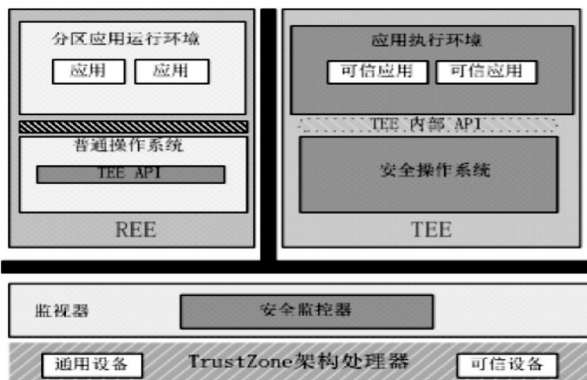 分区应用运行环境
应用 应用
普通操作系统
TEE API
REE
应用执行环境
可信应用 可信应用
TEE 内部 API
安全操作系统
TEE
监视器 安全监控器
通用设备 TrustZone架构处理器 可信设备